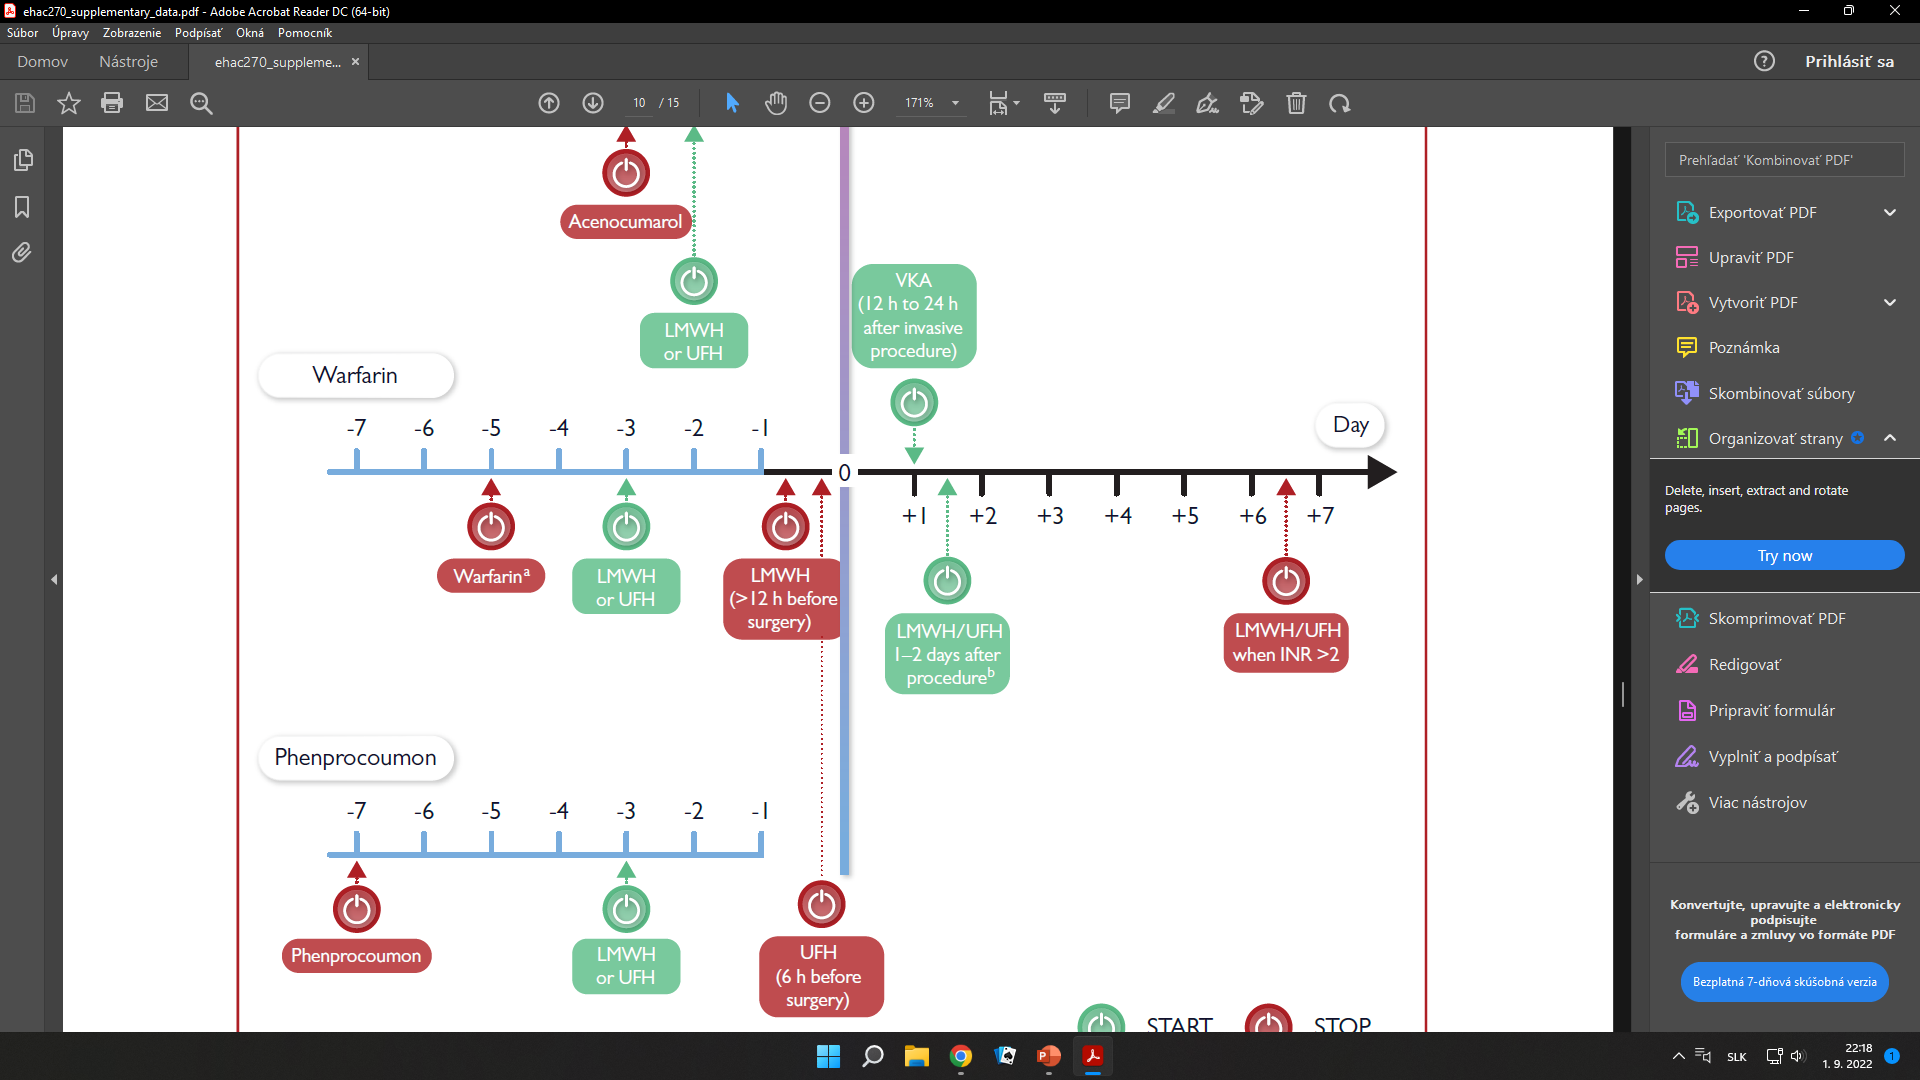 ehac270_supplementary_data.pdf - Adobe Acrobat Reader DC (64-bit)
Súbor Úpravy Zobrazenie Podpísať Okná Pomocník
Domov Nástroje ehac270_suppleme... × Prihlásiť sa
10 / 15 171%
Acenocumarol
LMWH
or UFH
VKA
(12 h to 24 h
after invasive
procedure)
Warfarin
-7 -6 -5 -4 -3 -2 -1
Day
0
+1 +2 +3 +4 +5 +6 +7
Warfarinᵃ
LMWH
or UFH
LMWH
(>12 h before
surgery)
LMWH/UFH
1–2 days after
procedureᵇ
LMWH/UFH
when INR >2
Phenprocoumon
-7 -6 -5 -4 -3 -2 -1
Phenprocoumon
LMWH
or UFH
UFH
(6 h before
surgery)
START STOP
Prehľadať 'Kombinovať PDF'
Exportovať PDF
Upraviť PDF
Vytvoriť PDF
Poznámka
Skombinovať súbory
Organizovať strany
Delete, insert, extract and rotate
pages.
Try now
Skomprimovať PDF
Redigovať
Pripraviť formulár
Vyplniť a podpísať
Viac nástrojov
Konvertujte, upravujte a elektronicky
podpisujte
formuláre a zmluvy vo formáte PDF
Bezplatná 7-dňová skúšobná verzia
SLK
22:18
1. 9. 2022
1